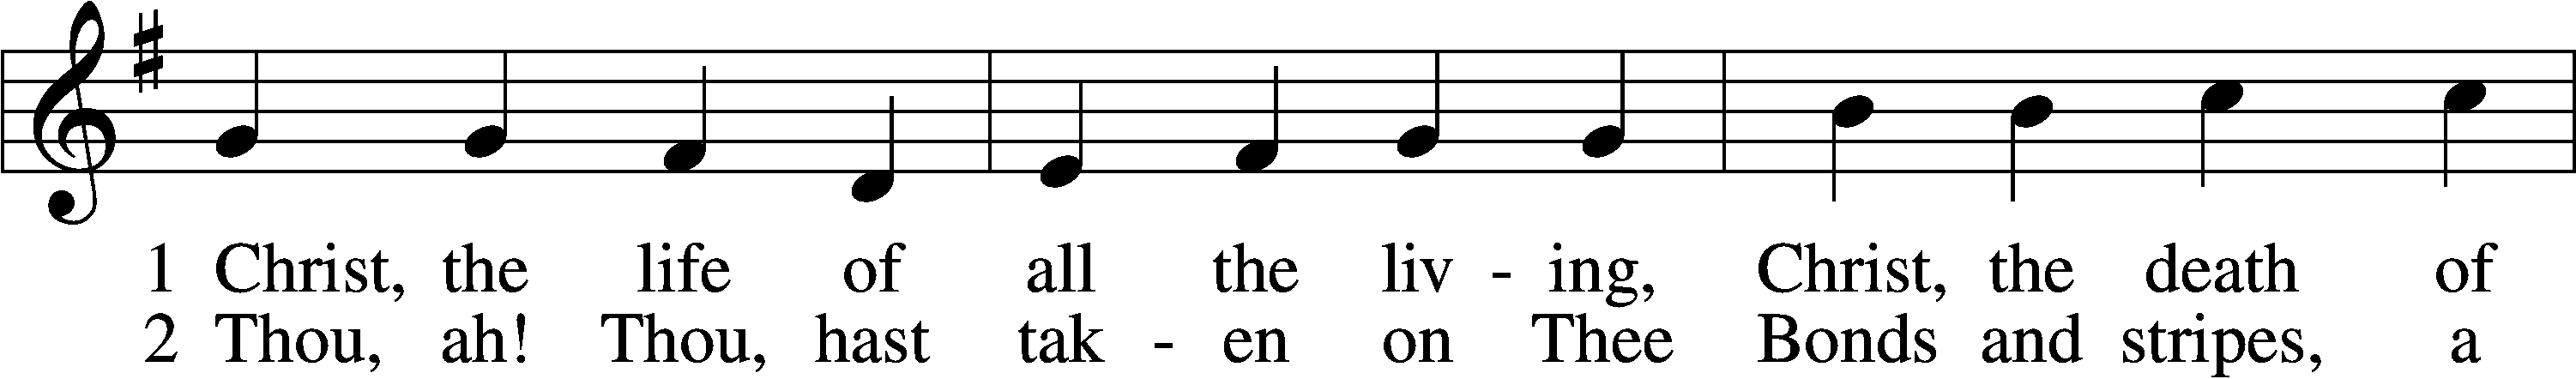 1 Christ, the life of all the liv - ing, Christ, the death of
2 Thou, ah! Thou, hast tak - en on Thee Bonds and stripes, a